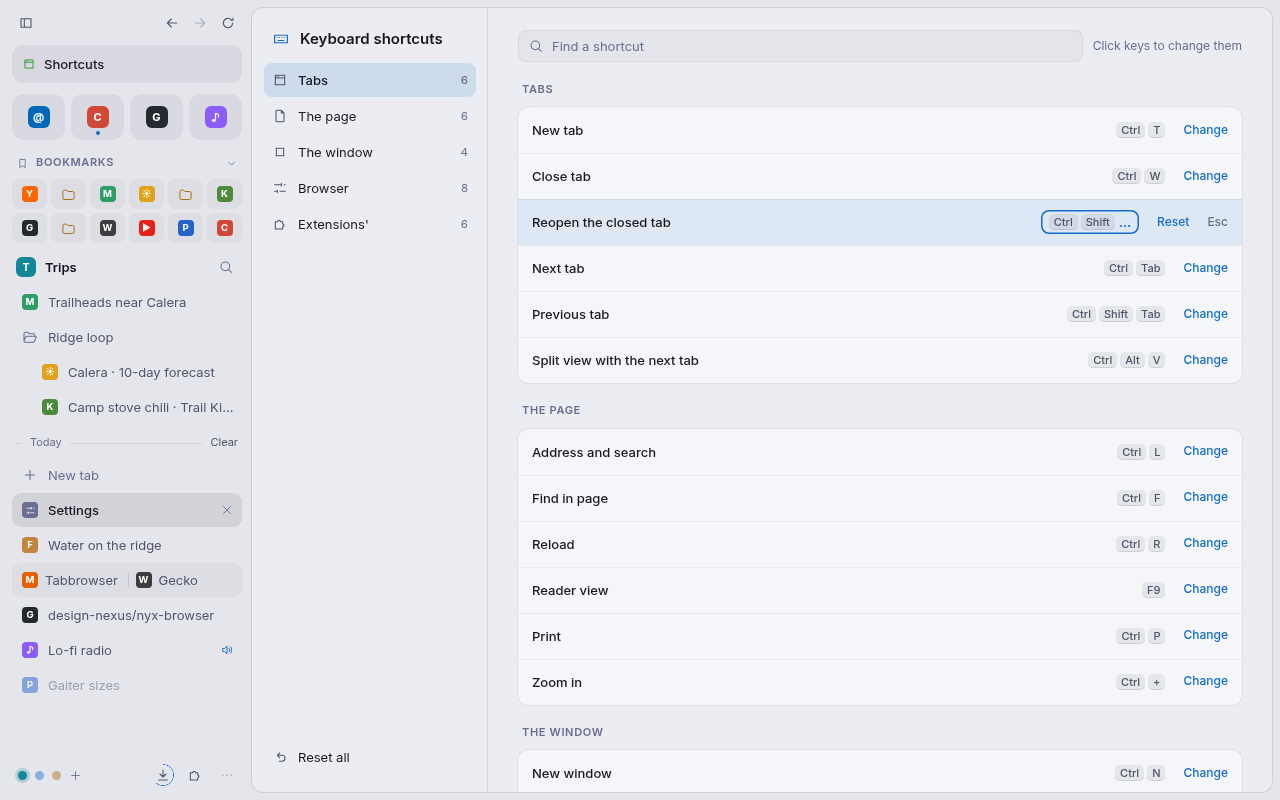 Shortcuts
@
C
G
BOOKMARKS
Y
M
K
G
W
P
C
T Trips
M Trailheads near Calera
Ridge loop
Calera · 10-day forecast
K Camp stove chili · Trail Ki...
Today Clear
New tab
Settings
F Water on the ridge
M Tabbrowser W Gecko
G design-nexus/nyx-browser
Lo-fi radio
P Gaiter sizes
Keyboard shortcuts
Tabs 6
The page 6
The window 4
Browser 8
Extensions' 6
Reset all
Find a shortcut
Click keys to change them
TABS
New tab Ctrl T Change
Close tab Ctrl W Change
Reopen the closed tab Ctrl Shift ... Reset Esc
Next tab Ctrl Tab Change
Previous tab Ctrl Shift Tab Change
Split view with the next tab Ctrl Alt V Change
THE PAGE
Address and search Ctrl L Change
Find in page Ctrl F Change
Reload Ctrl R Change
Reader view F9 Change
Print Ctrl P Change
Zoom in Ctrl + Change
THE WINDOW
New window Ctrl N Change